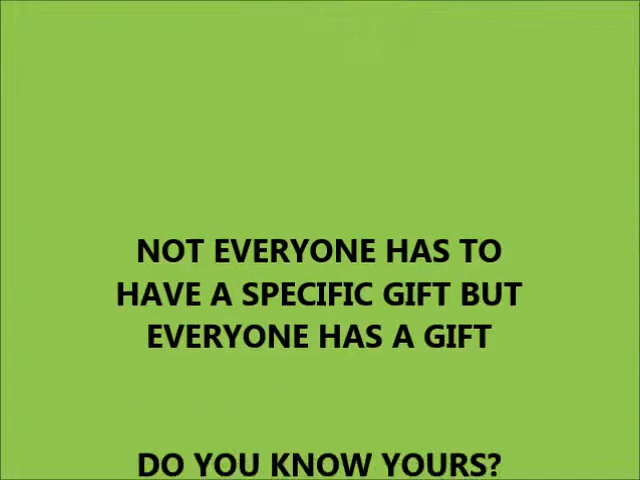 NOT EVERYONE HAS TO
HAVE A SPECIFIC GIFT BUT
EVERYONE HAS A GIFT
DO YOU KNOW YOURS?